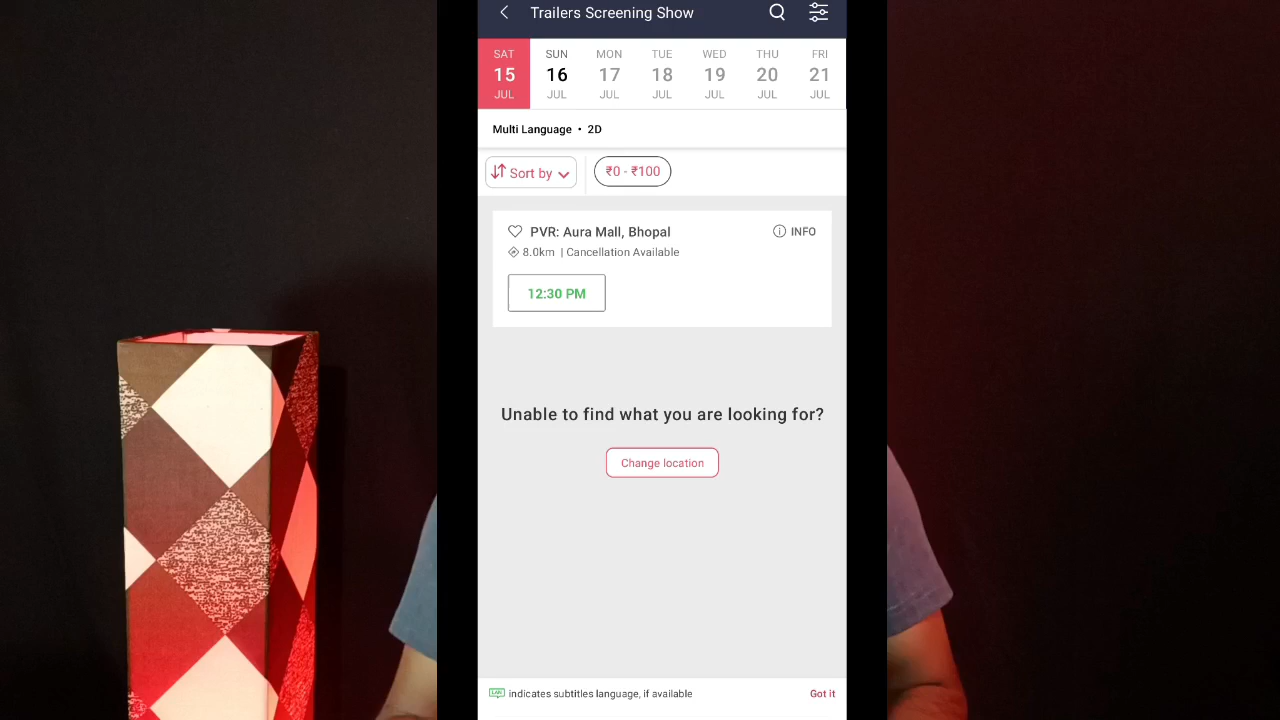 Trailers Screening Show
SAT SUN MON TUE WED THU FRI
15 16 17 18 19 20 21
JUL JUL JUL JUL JUL JUL JUL
Multi Language • 2D
Sort by ₹0 - ₹100
PVR: Aura Mall, Bhopal INFO
8.0km | Cancellation Available
12:30 PM
Unable to find what you are looking for?
Change location
LAN indicates subtitles language, if available Got it